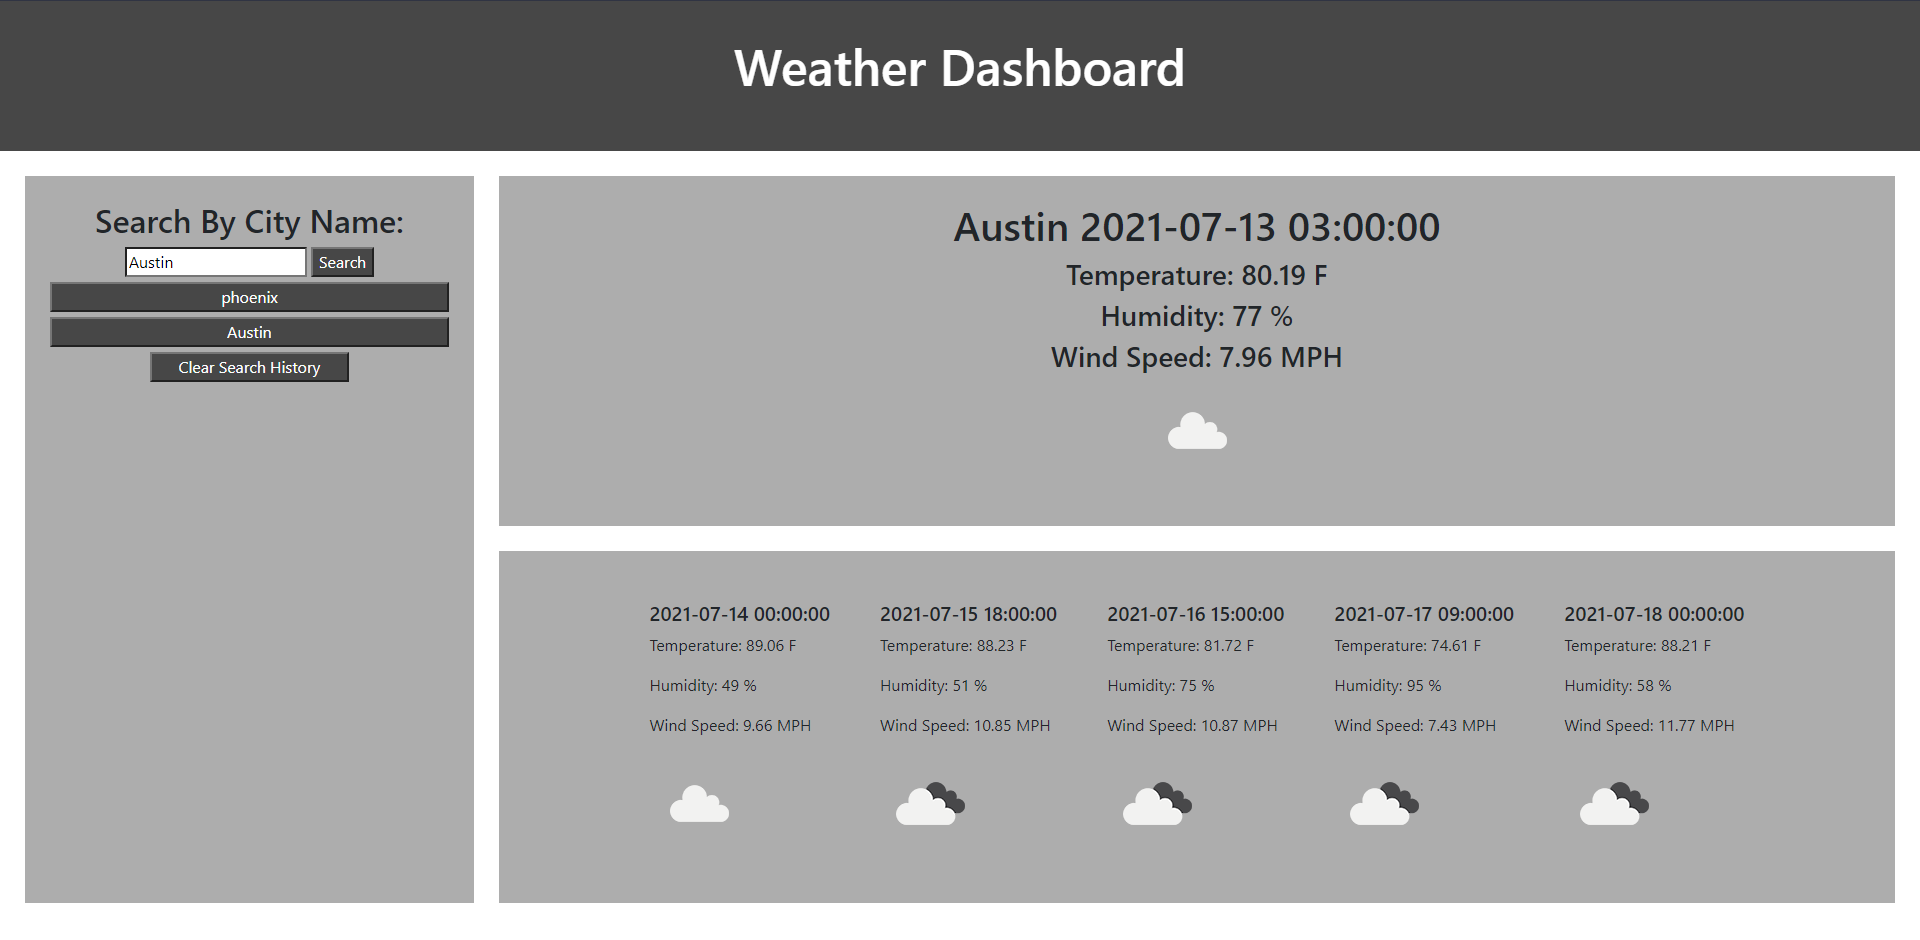 Weather Dashboard
Search By City Name:
Austin Search
phoenix
Austin
Clear Search History
Austin 2021-07-13 03:00:00
Temperature: 80.19 F
Humidity: 77 %
Wind Speed: 7.96 MPH
2021-07-14 00:00:00
Temperature: 89.06 F
Humidity: 49 %
Wind Speed: 9.66 MPH
2021-07-15 18:00:00
Temperature: 88.23 F
Humidity: 51 %
Wind Speed: 10.85 MPH
2021-07-16 15:00:00
Temperature: 81.72 F
Humidity: 75 %
Wind Speed: 10.87 MPH
2021-07-17 09:00:00
Temperature: 74.61 F
Humidity: 95 %
Wind Speed: 7.43 MPH
2021-07-18 00:00:00
Temperature: 88.21 F
Humidity: 58 %
Wind Speed: 11.77 MPH